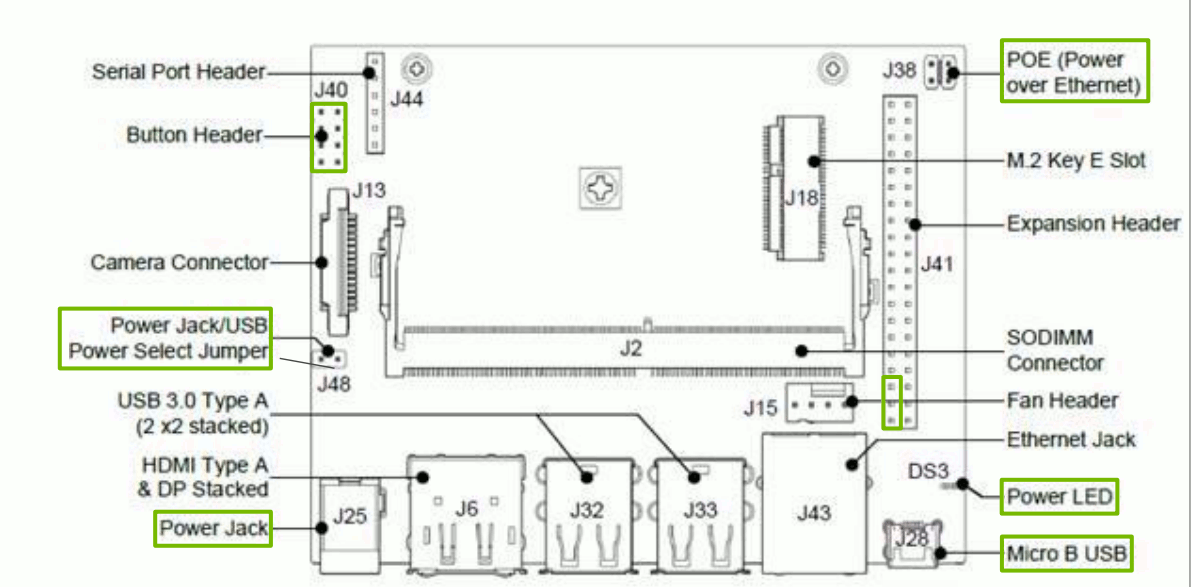 Serial Port Header
J40
J44
Button Header
J13
Camera Connector
Power Jack/USB
Power Select Jumper
J48
USB 3.0 Type A
(2 x2 stacked)
HDMI Type A
& DP Stacked
Power Jack
J25
J6
J32
J33
J43
J28
J2
J15
J18
J38
J41
DS3
POE (Power
over Ethernet)
M.2 Key E Slot
Expansion Header
SODIMM
Connector
Fan Header
Ethernet Jack
Power LED
Micro B USB